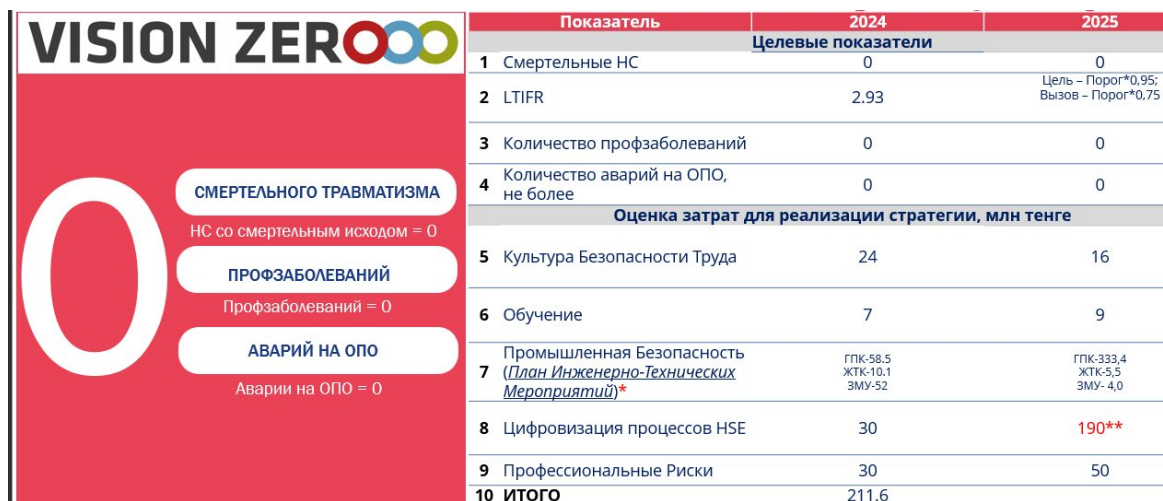 VISION ZEROOO
0
СМЕРТЕЛЬНОГО ТРАВМАТИЗМА
НС со смертельным исходом = 0
ПРОФЗАБОЛЕВАНИЙ
Профзаболеваний = 0
АВАРИЙ НА ОПО
Аварии на ОПО = 0
Показатель 2024 2025
Целевые показатели
1 Смертельные НС 0 0
2 LTIFR 2.93 Цель – Порог*0,95;
Вызов – Порог*0,75
3 Количество профзаболеваний 0 0
4 Количество аварий на ОПО,
не более 0 0
Оценка затрат для реализации стратегии, млн тенге
5 Культура Безопасности Труда 24 16
6 Обучение 7 9
7 Промышленная Безопасность
(План Инженерно-Технических
Мероприятий)*
ГПК-58.5
ЖТК-10.1
ЗМУ-52
ГПК-333,4
ЖТК-5,5
ЗМУ- 4,0
8 Цифровизация процессов HSE 30 190**
9 Профессиональные Риски 30 50
10 ИТОГО 211.6